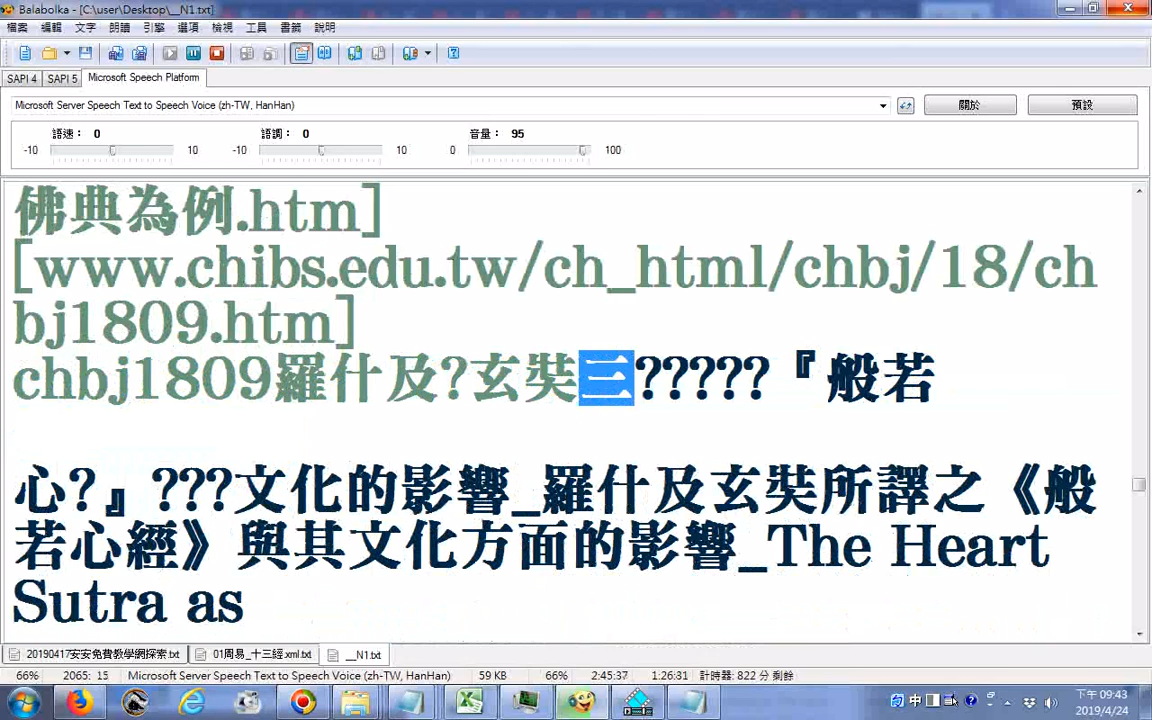 Balabolka - [C:\user\Desktop\__N1.txt]
檔案 編輯 文字 朗讀 引擎 選項 檢視 工具 書籤 說明
SAPI 4 SAPI 5 Microsoft Speech Platform
Microsoft Server Speech Text to Speech Voice (zh-TW, HanHan) 關於 預設
語速： 0 語調： 0 音量： 95
-10 10 -10 10 0 100
佛典為例.htm]
[www.chibs.edu.tw/ch_html/chbj/18/ch
bj1809.htm]
chbj1809羅什及?玄奘三?????『般若
心?』???文化的影響_羅什及玄奘所譯之《般
若心經》與其文化方面的影響_The Heart
Sutra as
20190417安安免費教學網探索.txt 01周易_十三經.xml.txt __N1.txt
66% 2065: 15 Microsoft Server Speech Text to Speech Voice (zh-TW, HanHan) 59 KB 66% 2:45:37 1:26:31 計時器: 822 分 剩餘
中 下午 09:43
2019/4/24